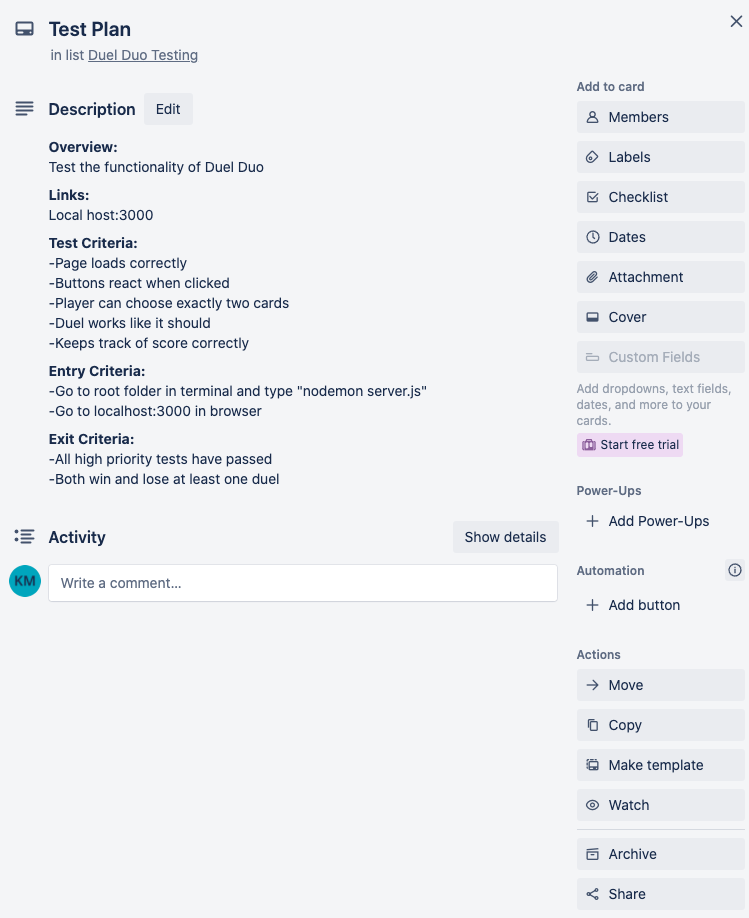 Test Plan
in list Duel Duo Testing
Description
Edit
Overview:
Test the functionality of Duel Duo
Links:
Local host:3000
Test Criteria:
-Page loads correctly
-Buttons react when clicked
-Player can choose exactly two cards
-Duel works like it should
-Keeps track of score correctly
Entry Criteria:
-Go to root folder in terminal and type "nodemon server.js"
-Go to localhost:3000 in browser
Exit Criteria:
-All high priority tests have passed
-Both win and lose at least one duel
Activity
Show details
KM
Write a comment...
Add to card
Members
Labels
Checklist
Dates
Attachment
Cover
Custom Fields
Add dropdowns, text fields,
dates, and more to your
cards.
Start free trial
Power-Ups
Add Power-Ups
Automation
Add button
Actions
Move
Copy
Make template
Watch
Archive
Share